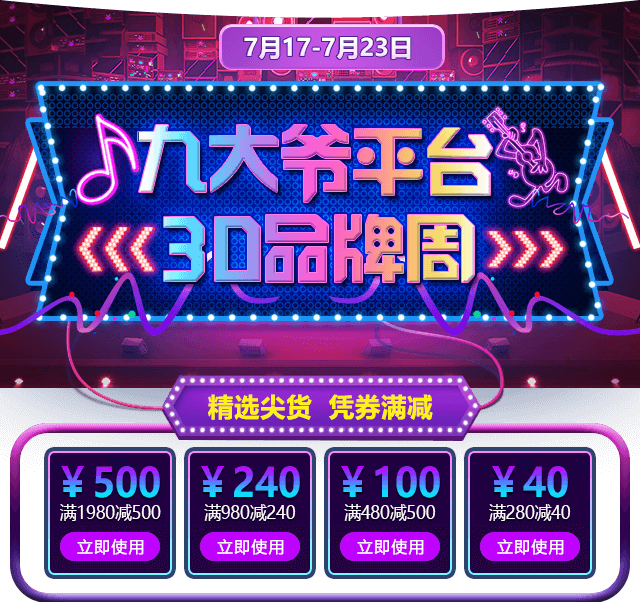 7月17-7月23日
九大爷平台
3D品牌周
精选尖货 凭券满减
￥500
满1980减500
立即使用
￥240
满980减240
立即使用
￥100
满480减500
立即使用
￥40
满280减40
立即使用